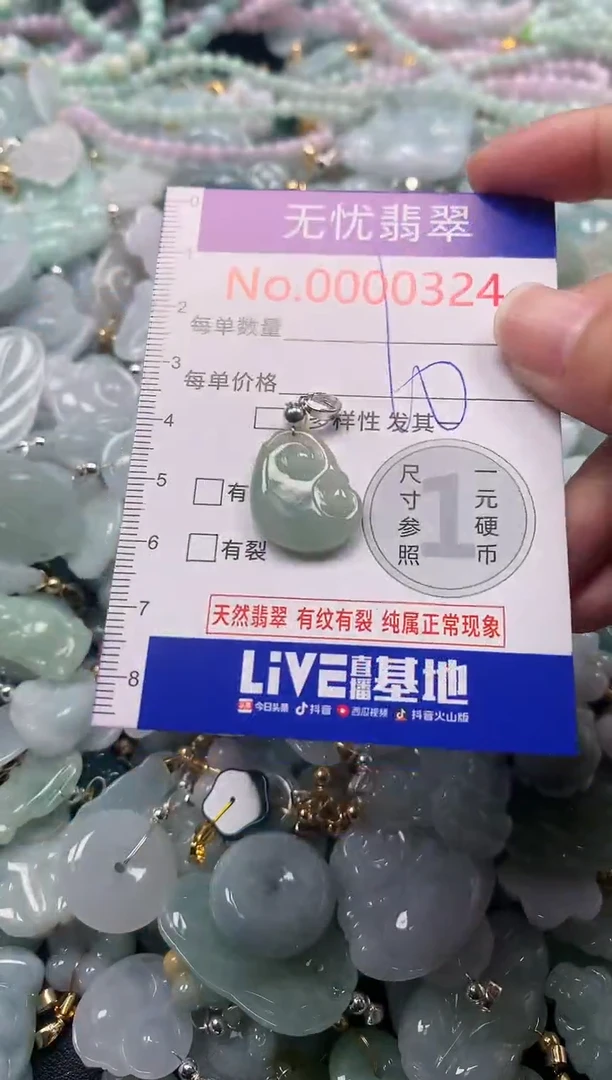 0
无忧翡翠
1
No.0000324
2
每单数量
3
每单价格
4
多样性 发其一
5
有
6
有裂
尺寸参照
1
一元硬币
7
天然翡翠 有纹有裂 纯属正常现象
8
LiVE直播基地
今日头条 抖音 西瓜视频 抖音火山版